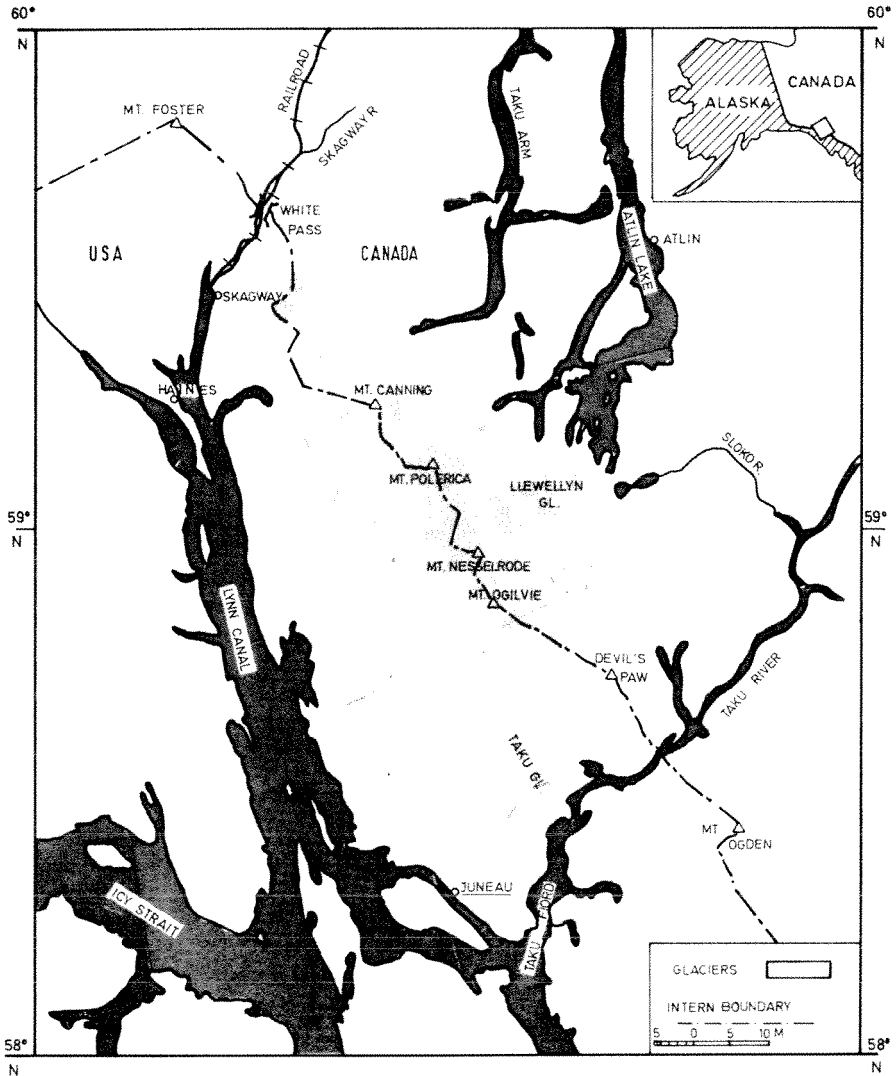 60°
N
60°
N
RAILROAD
MT. FOSTER
SKAGWAY R.
TAKU ARM
CANADA
ALASKA
WHITE
PASS
USA
CANADA
ATLIN LAKE
ATLIN
SKAGWAY
HAINES
MT. CANNING
MT. POLERICA
LLEWELLYN
GL.
SLOKO R.
59°
N
59°
N
MT. NESSELRODE
MT. OGILVIE
LYNN CANAL
DEVIL'S
PAW
TAKU RIVER
TAKU GL.
MT
OGDEN
JUNEAU
ICY STRAIT
TAKU FJORD
GLACIERS
INTERN BOUNDARY
5 0 5 10 M
58°
N
58°
N